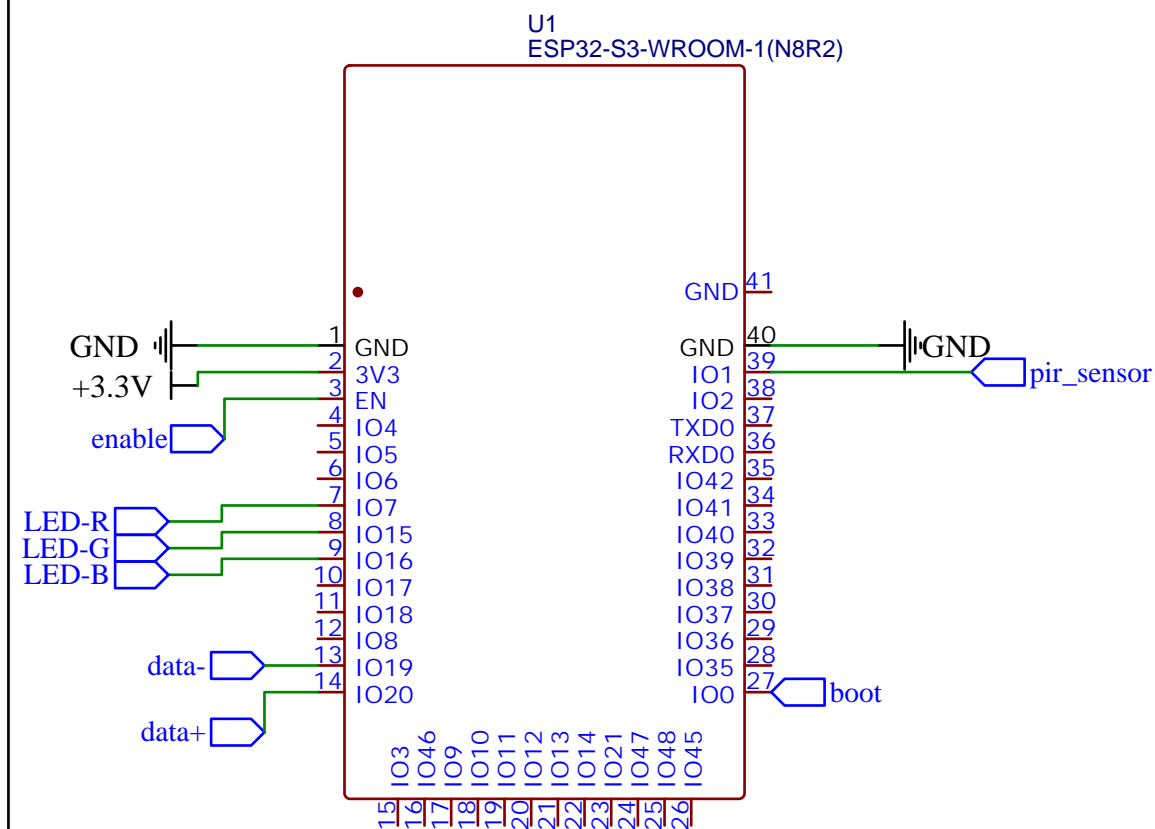 U1
ESP32-S3-WROOM-1(N8R2)
41
GND
GND
1
GND
40
GND
GND
+3.3V
2
3V3
39
IO1
pir_sensor
enable
3
EN
38
IO2
4
IO4
37
TXD0
5
IO5
36
RXD0
6
IO6
35
IO42
LED-R
7
IO7
34
IO41
LED-G
8
IO15
33
IO40
LED-B
9
IO16
32
IO39
10
IO17
31
IO38
11
IO18
30
IO37
12
IO8
29
IO36
data-
13
IO19
28
IO35
data+
14
IO20
27
IO0
boot
IO3
IO46
IO9
IO10
IO11
IO12
IO13
IO14
IO21
IO47
IO48
IO45
15
16
17
18
19
20
21
22
23
24
25
26